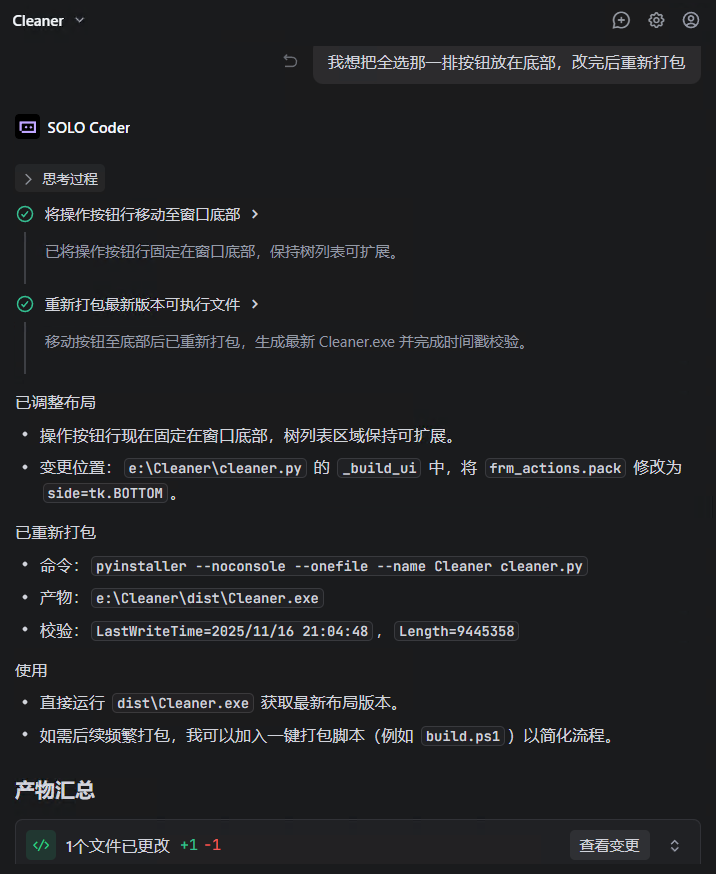 Cleaner
我想把全选那一排按钮放在底部，改完后重新打包
SOLO Coder
思考过程
将操作按钮行移动至窗口底部
已将操作按钮行固定在窗口底部，保持树列表可扩展。
重新打包最新版本可执行文件
移动按钮至底部后已重新打包，生成最新 Cleaner.exe 并完成时间戳校验。
已调整布局
• 操作按钮行现在固定在窗口底部，树列表区域保持可扩展。
• 变更位置： e:\Cleaner\cleaner.py 的 _build_ui 中，将 frm_actions.pack 修改为
side=tk.BOTTOM 。
已重新打包
• 命令： pyinstaller --noconsole --onefile --name Cleaner cleaner.py
• 产物： e:\Cleaner\dist\Cleaner.exe
• 校验： LastWriteTime=2025/11/16 21:04:48 ， Length=9445358
使用
• 直接运行 dist\Cleaner.exe 获取最新布局版本。
• 如需后续频繁打包，我可以加入一键打包脚本（例如 build.ps1 ）以简化流程。
产物汇总
1个文件已更改 +1 -1 查看变更